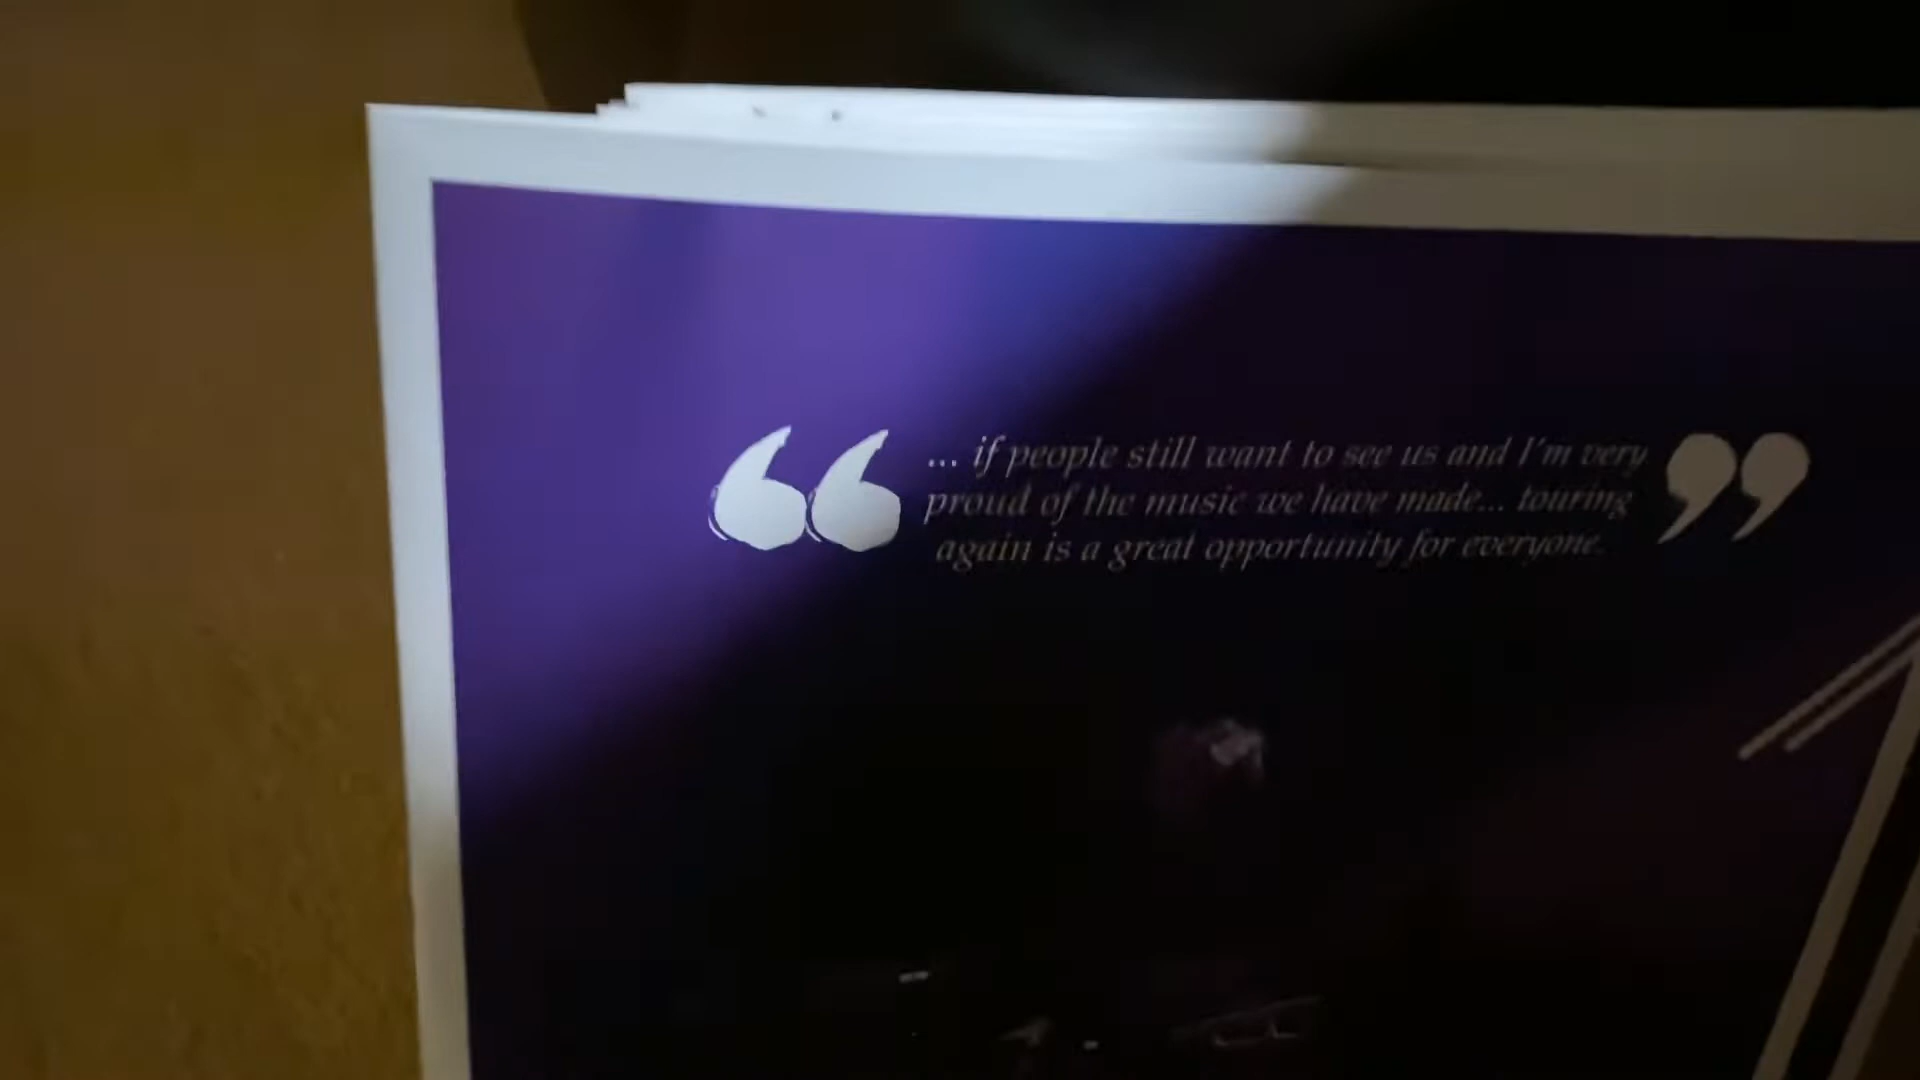 “ ... if people still want to see us and I'm very ”
proud of the music we have made... touring
again is a great opportunity for everyone.